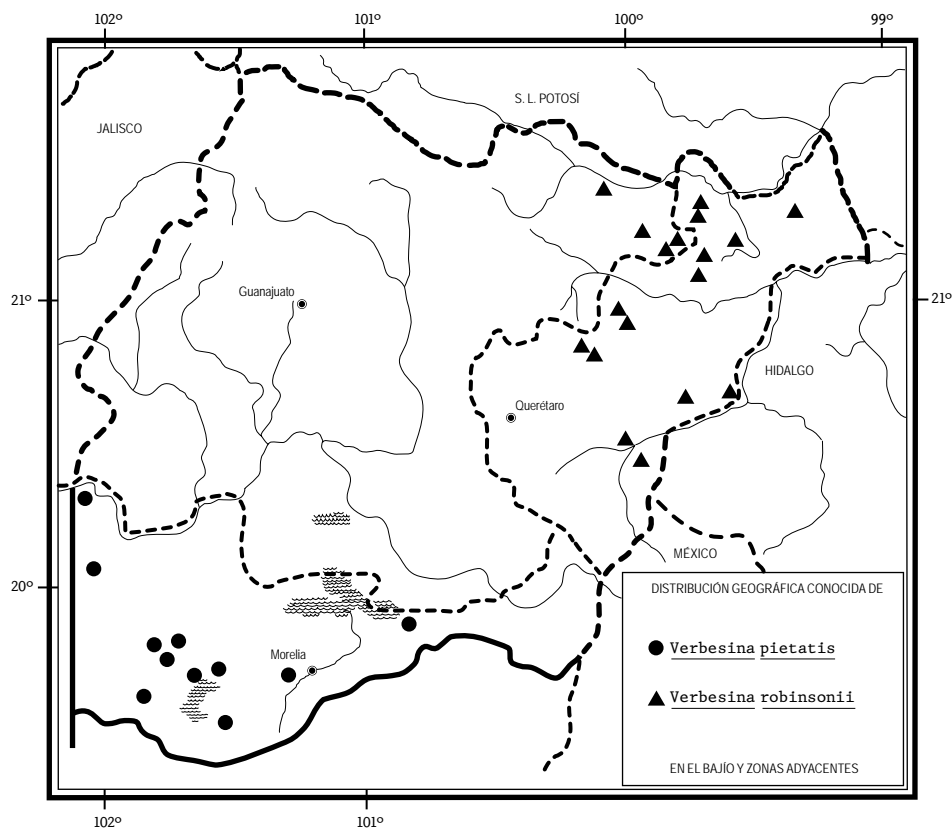 102º 101º 100º 99º
S. L. POTOSÍ
JALISCO
Guanajuato
21º 21º
HIDALGO
Querétaro
MÉXICO
20º
DISTRIBUCIÓN GEOGRÁFICA CONOCIDA DE
Verbesina pietatis
Morelia
Verbesina robinsonii
EN EL BAJÍO Y ZONAS ADYACENTES
102º 101º